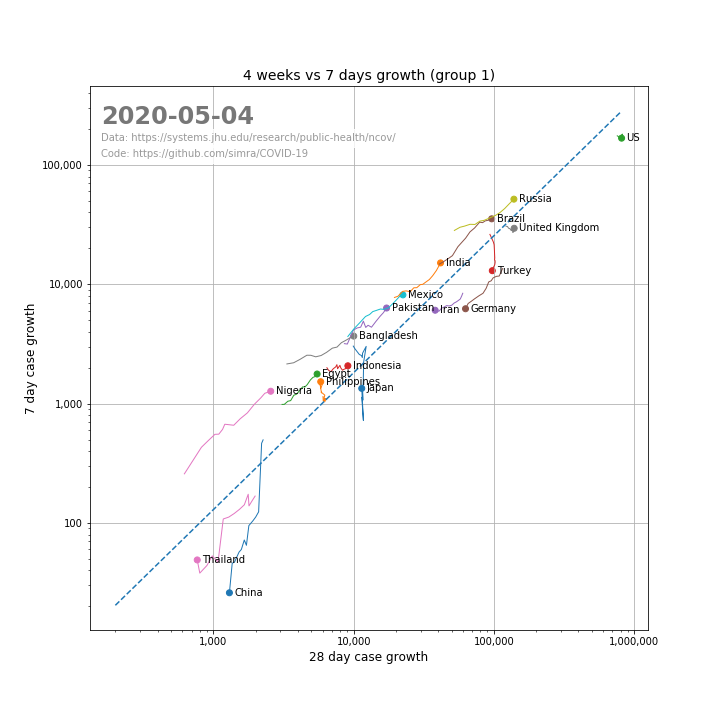 4 weeks vs 7 days growth (group 1)
2020-05-04
Data: https://systems.jhu.edu/research/public-health/ncov/
Code: https://github.com/simra/COVID-19
US
100,000
Russia
Brazil
United Kingdom
India
Turkey
10,000
Mexico
Pakistan
Iran
Germany
Bangladesh
Indonesia
Egypt
Philippines
Japan
Nigeria
1,000
100
Thailand
China
7 day case growth
1,000
10,000
100,000
1,000,000
28 day case growth